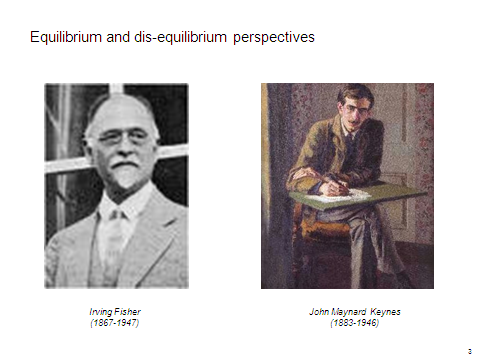 Equilibrium and dis-equilibrium perspectives
Irving Fisher
(1867-1947)
John Maynard Keynes
(1883-1946)
3